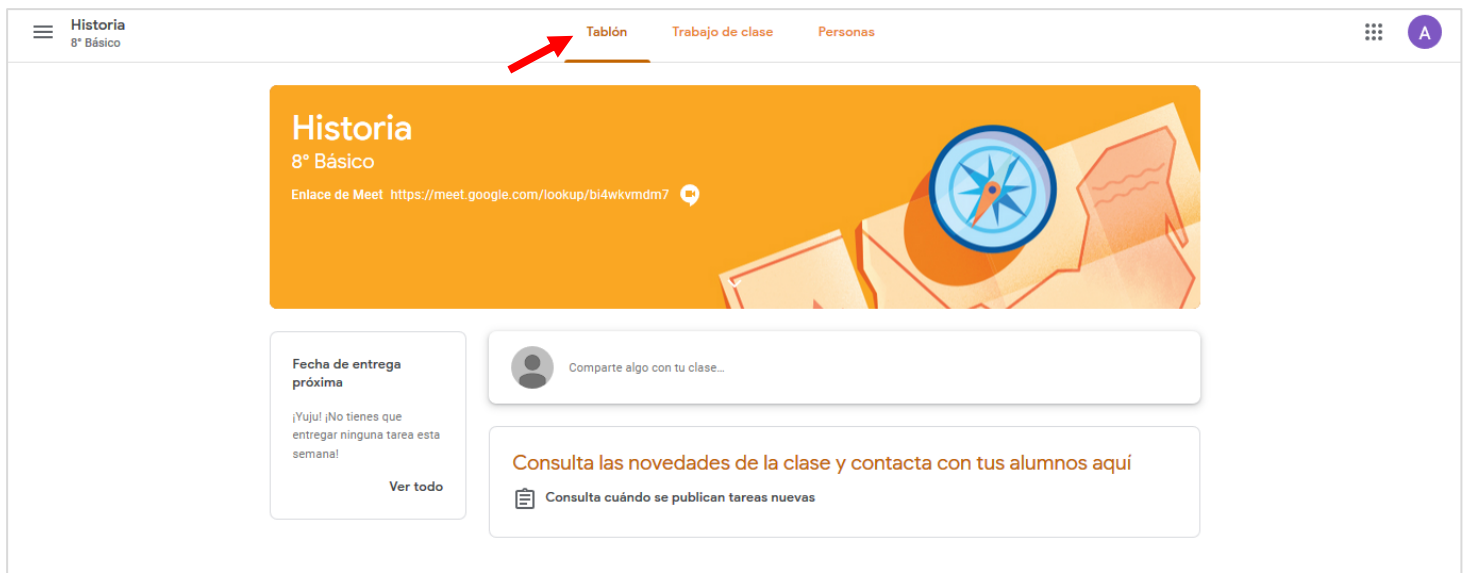 Historia
8° Básico
Tablón
Trabajo de clase
Personas
A
Historia
8° Básico
Enlace de Meet https://meet.google.com/lookup/bi4wkvmdm7
Fecha de entrega
próxima
¡Yuju! ¡No tienes que
entregar ninguna tarea esta
semana!
Ver todo
Comparte algo con tu clase...
Consulta las novedades de la clase y contacta con tus alumnos aquí
Consulta cuándo se publican tareas nuevas